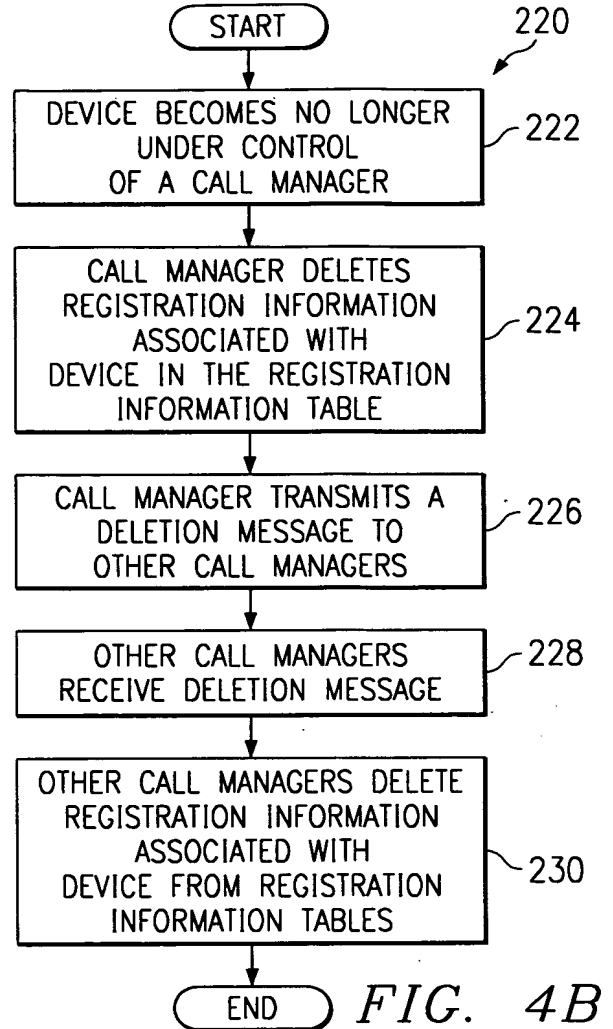 START
220
DEVICE BECOMES NO LONGER
UNDER CONTROL
OF A CALL MANAGER
222
CALL MANAGER DELETES
REGISTRATION INFORMATION
ASSOCIATED WITH
DEVICE IN THE REGISTRATION
INFORMATION TABLE
224
CALL MANAGER TRANSMITS A
DELETION MESSAGE TO
OTHER CALL MANAGERS
226
OTHER CALL MANAGERS
RECEIVE DELETION MESSAGE
228
OTHER CALL MANAGERS DELETE
REGISTRATION INFORMATION
ASSOCIATED WITH
DEVICE FROM REGISTRATION
INFORMATION TABLES
230
END
FIG. 4B